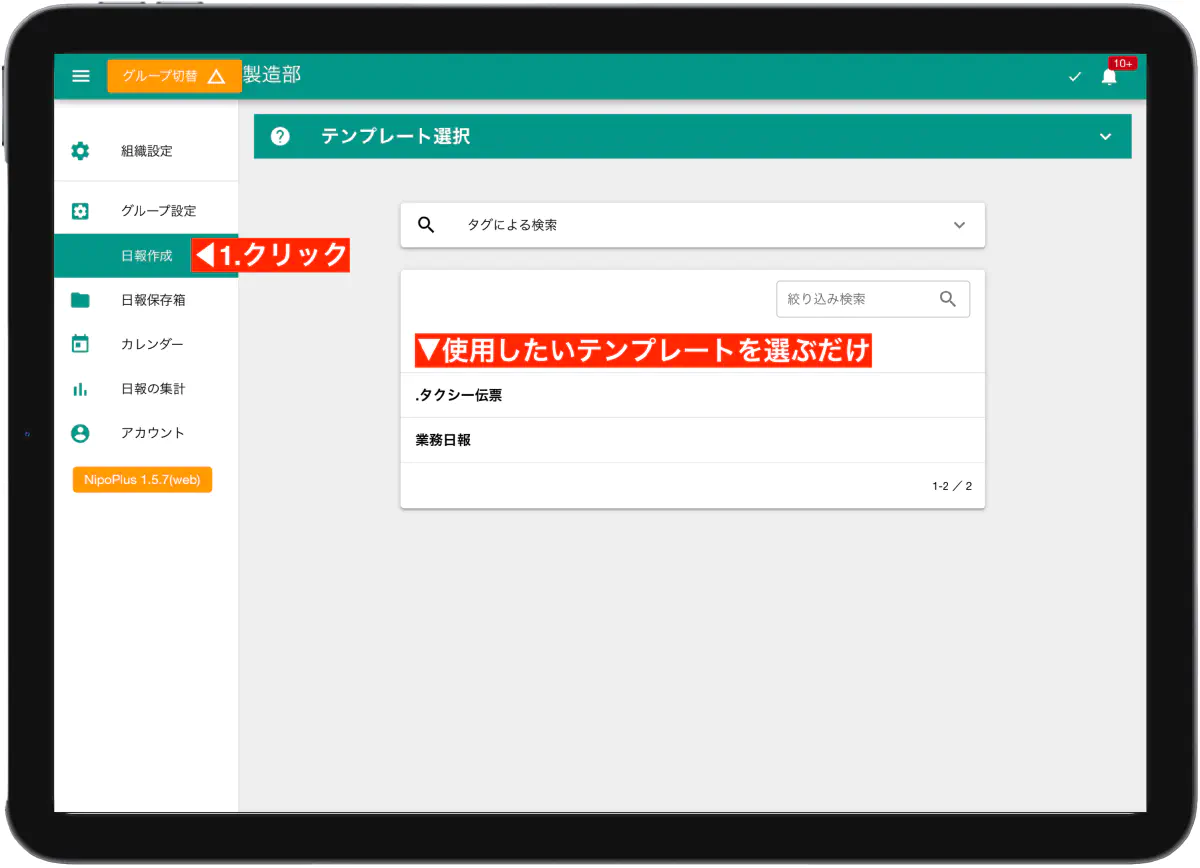 グループ切替
製造部
10+
組織設定
グループ設定
日報作成
◀1.クリック
日報保存箱
カレンダー
日報の集計
アカウント
NipoPlus 1.5.7(web)
テンプレート選択
タグによる検索
絞り込み検索
▼使用したいテンプレートを選ぶだけ
.タクシー伝票
業務日報
1-2 / 2